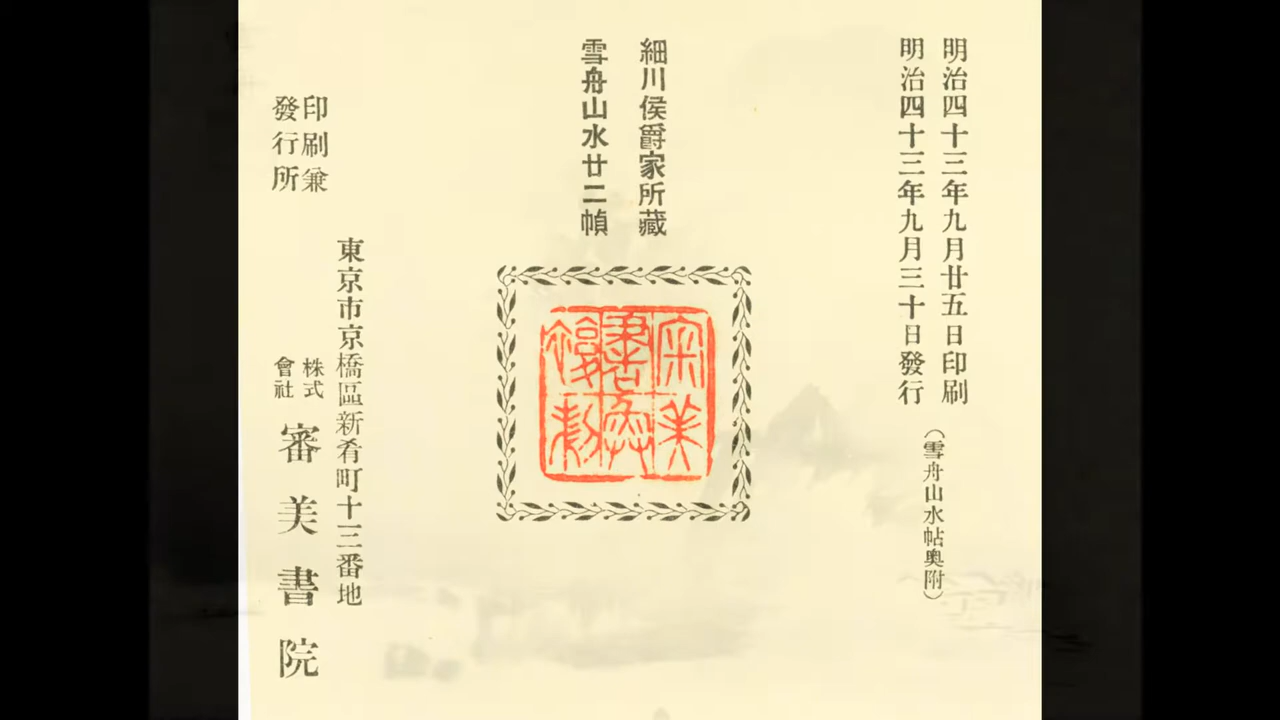 明治四十三年九月廿五日印刷
明治四十三年九月三十日發行
(雪舟山水帖奧附)
細川侯爵家所藏
雪舟山水廿二幀
東京市京橋區新肴町十三番地
印刷兼
發行所
株式
會社
審美書院